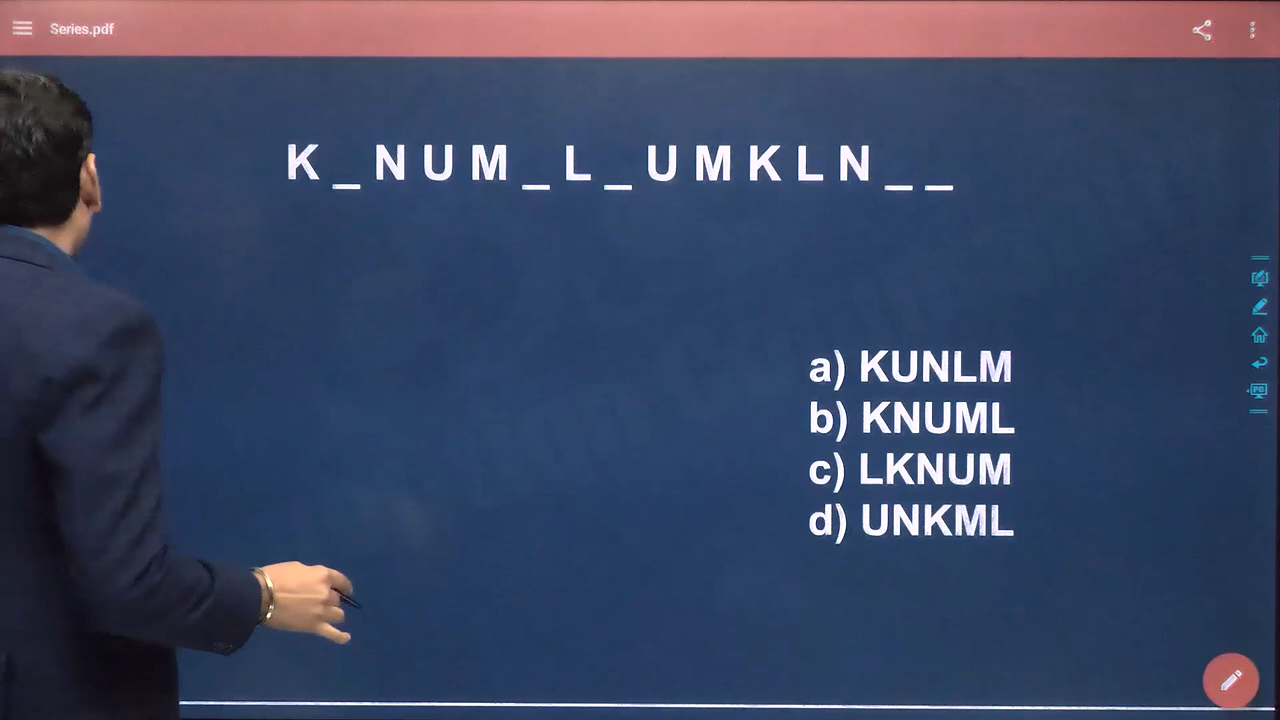 Series.pdf
K _ N U M _ L _ U M K L N _ _
a) KUNLM
b) KNUML
c) LKNUM
d) UNKML